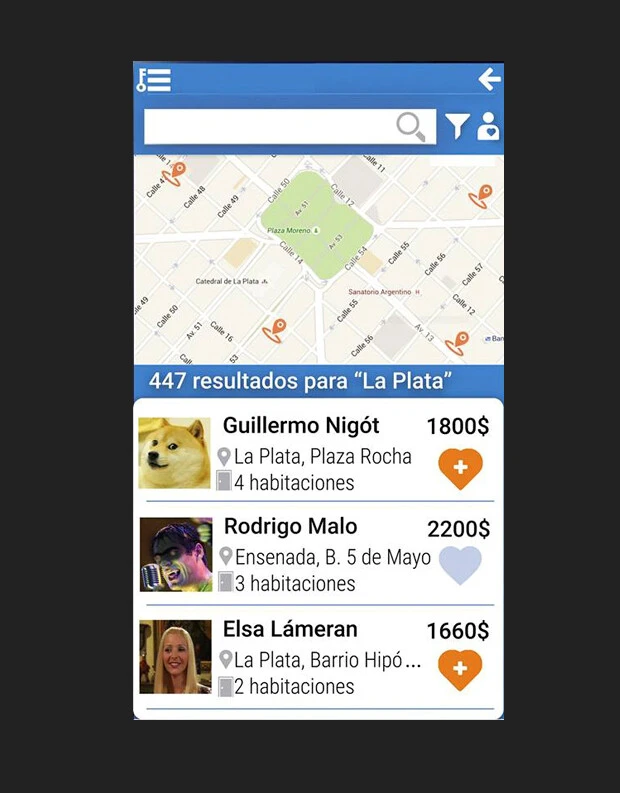 Calle 11
Calle 4
Calle 48
Calle 49
Calle 50
Calle 12
Av. 51
Plaza Moreno
Av. 53
Calle 14
Calle 54
Calle 55
Calle 56
Calle 57
Catedral de La Plata
Sanatorio Argentino H
Calle 12
Calle 50
Av. 51
Calle 16
Calle 55
Av. 13
Calle 56
53
Ban
447 resultados para “La Plata”
Guillermo Nigót 1800$
La Plata, Plaza Rocha
4 habitaciones
Rodrigo Malo 2200$
Ensenada, B. 5 de Mayo
3 habitaciones
Elsa Lámeran 1660$
La Plata, Barrio Hipó...
2 habitaciones